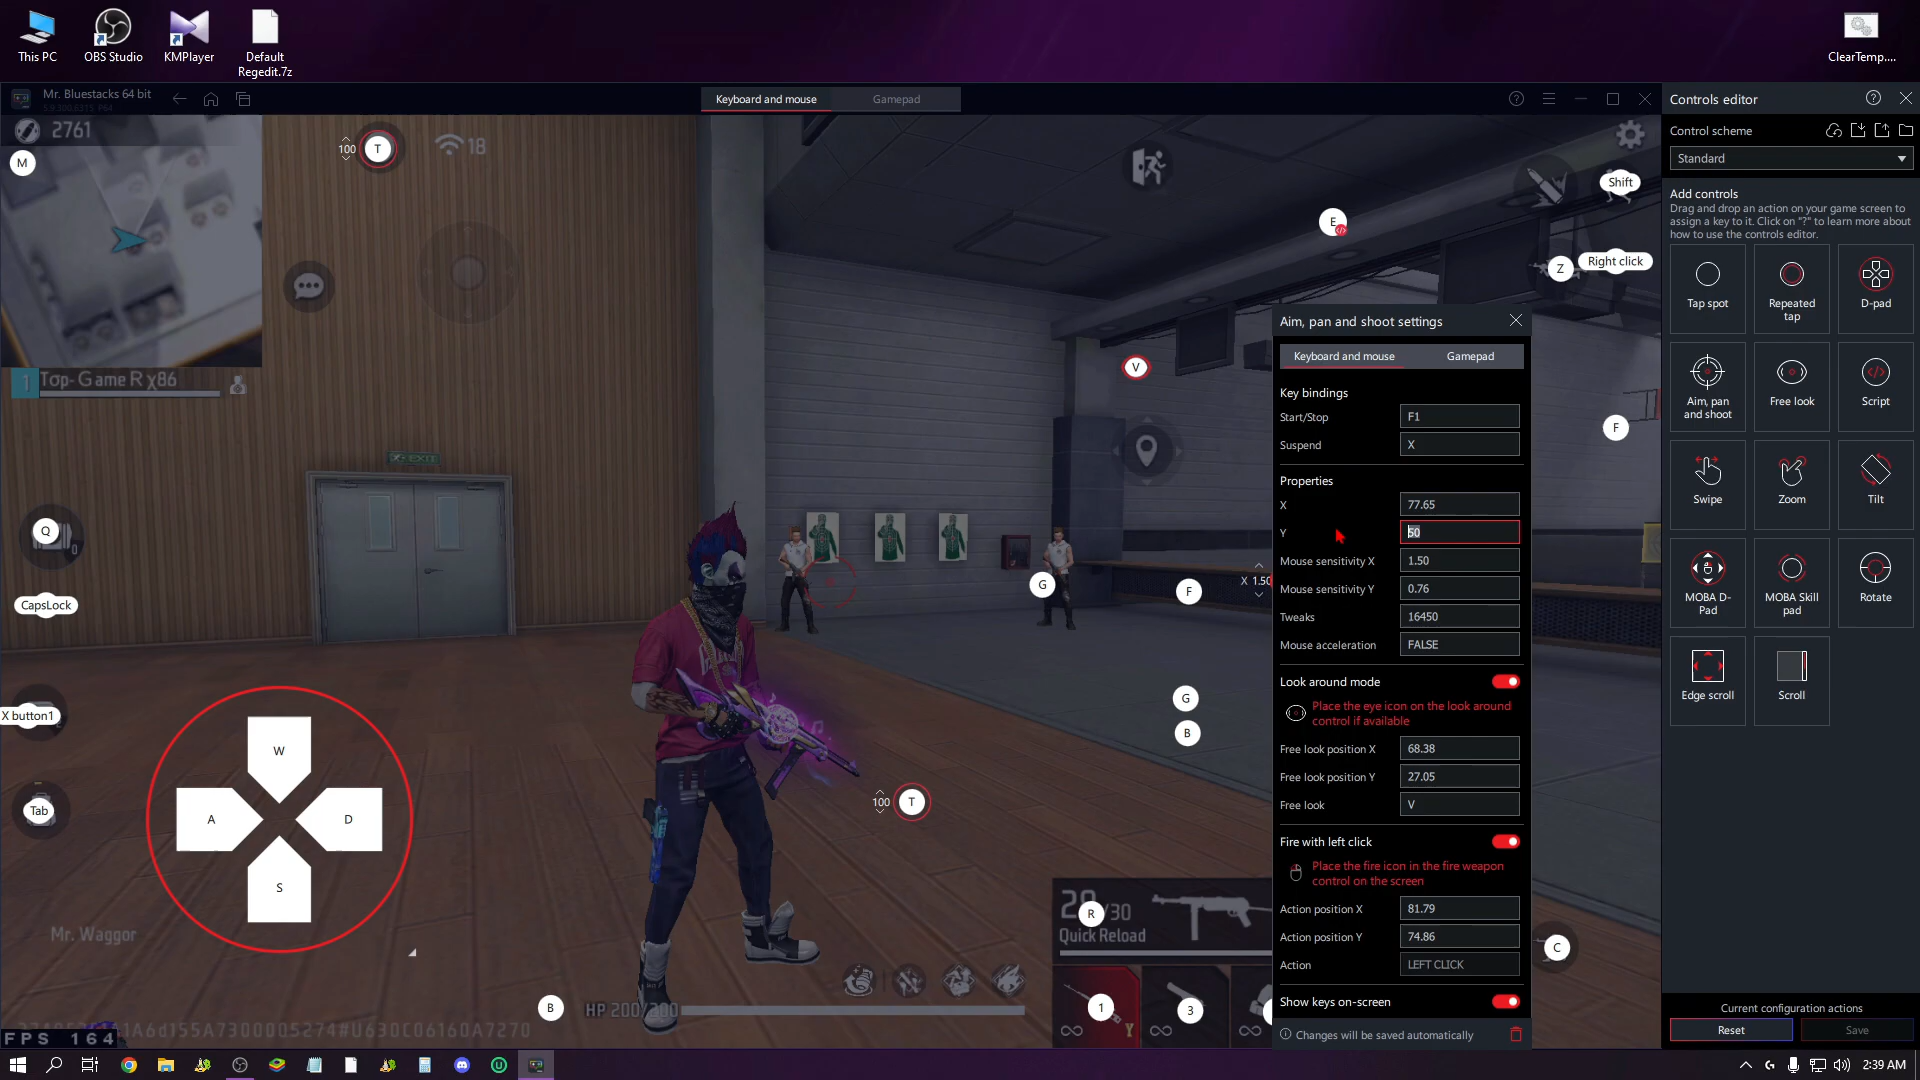 This PC
OBS Studio
KMPlayer
Default
Regedit.7z
ClearTemp....
Mr. Bluestacks 64 bit
Keyboard and mouse
Gamepad
2761
M
100
T
18
E
Shift
Z
Right click
1
Top-Game R x86
V
F
EXIT
Q
0
CapsLock
G
F
X 1.50
X button1
G
B
W
A
D
S
Tab
100
T
R
/30
Quick Reload
C
Mr. Waggor
B
HP 200/200
1
3
Y
FPS 164
Aim, pan and shoot settings
Keyboard and mouse
Gamepad
Key bindings
Start/Stop
F1
Suspend
X
Properties
X
77.65
Y
50
Mouse sensitivity X
1.50
Mouse sensitivity Y
0.76
Tweaks
16450
Mouse acceleration
FALSE
Look around mode
Place the eye icon on the look around
control if available
Free look position X
68.38
Free look position Y
27.05
Free look
V
Fire with left click
Place the fire icon in the fire weapon
control on the screen
Action position X
81.79
Action position Y
74.86
Action
LEFT CLICK
Show keys on-screen
Changes will be saved automatically
Controls editor
Control scheme
Standard
Add controls
Drag and drop an action on your game screen to
assign a key to it. Click on "?" to learn more about
how to use the controls editor.
Tap spot
Repeated
tap
D-pad
Aim, pan
and shoot
Free look
Script
Swipe
Zoom
Tilt
MOBA D-
Pad
MOBA Skill
pad
Rotate
Edge scroll
Scroll
Current configuration actions
Reset
Save
2:39 AM